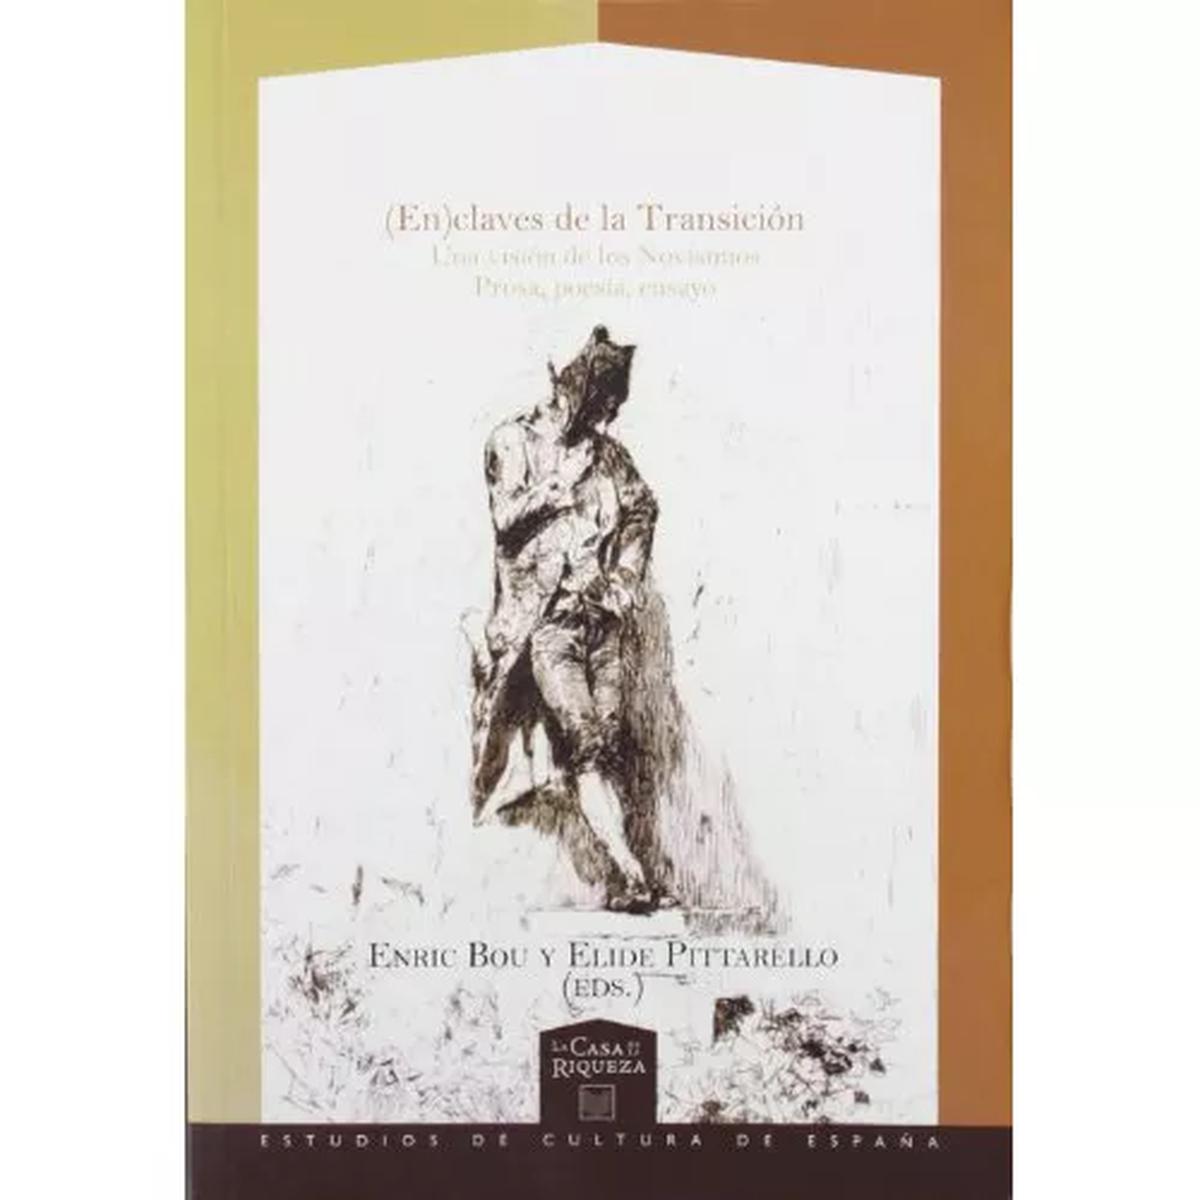 (En)claves de la Transición
Una visión de los Novísimos
Prosa, poesía, ensayo
ENRIC BOU Y ELIDE PITTARELLO
(EDS.)
LA CASA DE LA
RIQUEZA
ESTUDIOS DE CULTURA DE ESPAÑA